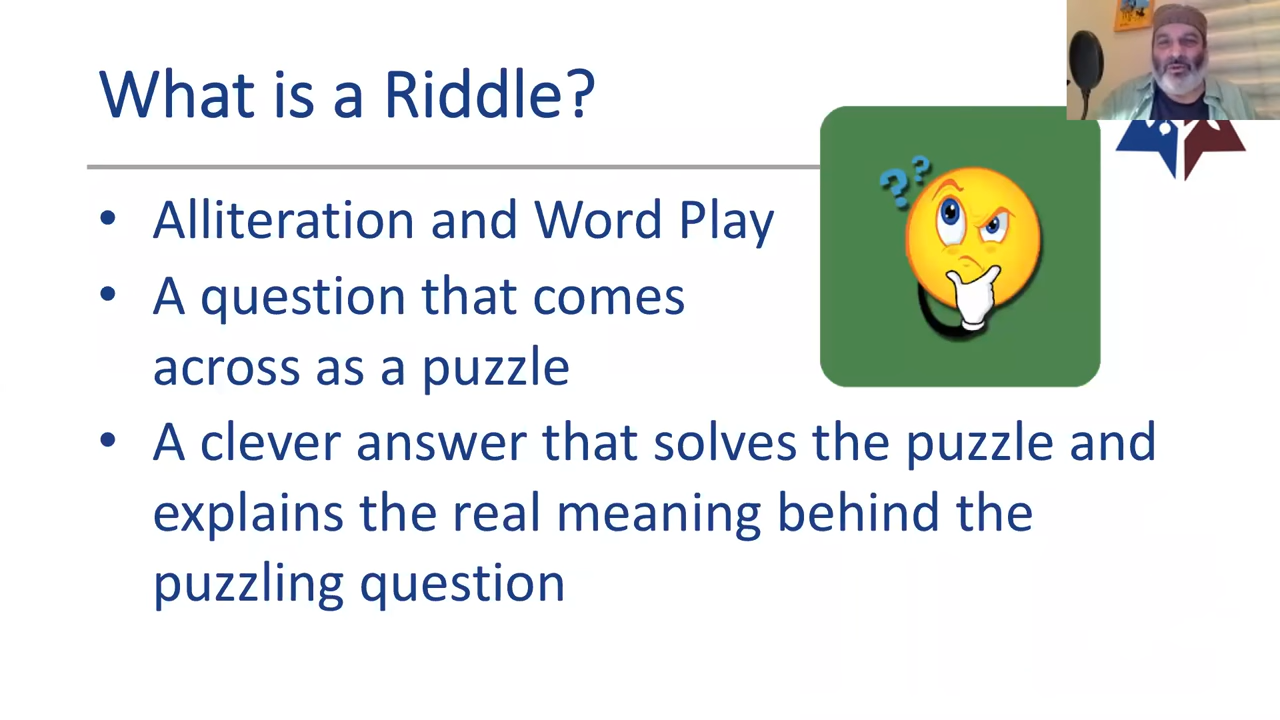 What is a Riddle?
• Alliteration and Word Play
• A question that comes
across as a puzzle
• A clever answer that solves the puzzle and
explains the real meaning behind the
puzzling question
??